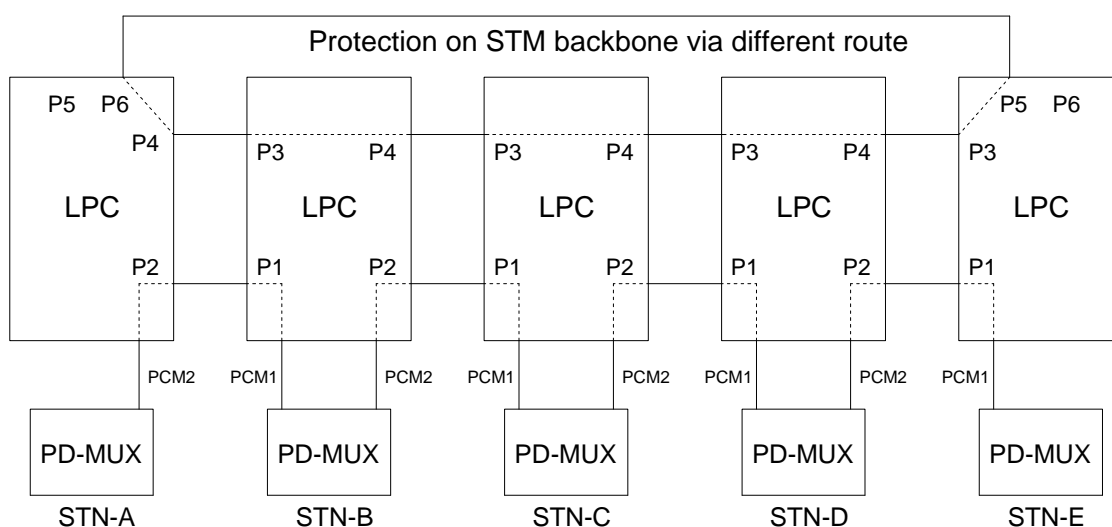 Protection on STM backbone via different route
P5 P6 P5 P6
P4 P3 P4 P3 P4 P3 P4 P3
LPC LPC LPC LPC LPC
P2 P1 P2 P1 P2 P1 P2 P1
PCM2 PCM1 PCM2 PCM1 PCM2 PCM1 PCM2 PCM1
PD-MUX PD-MUX PD-MUX PD-MUX PD-MUX
STN-A STN-B STN-C STN-D STN-E